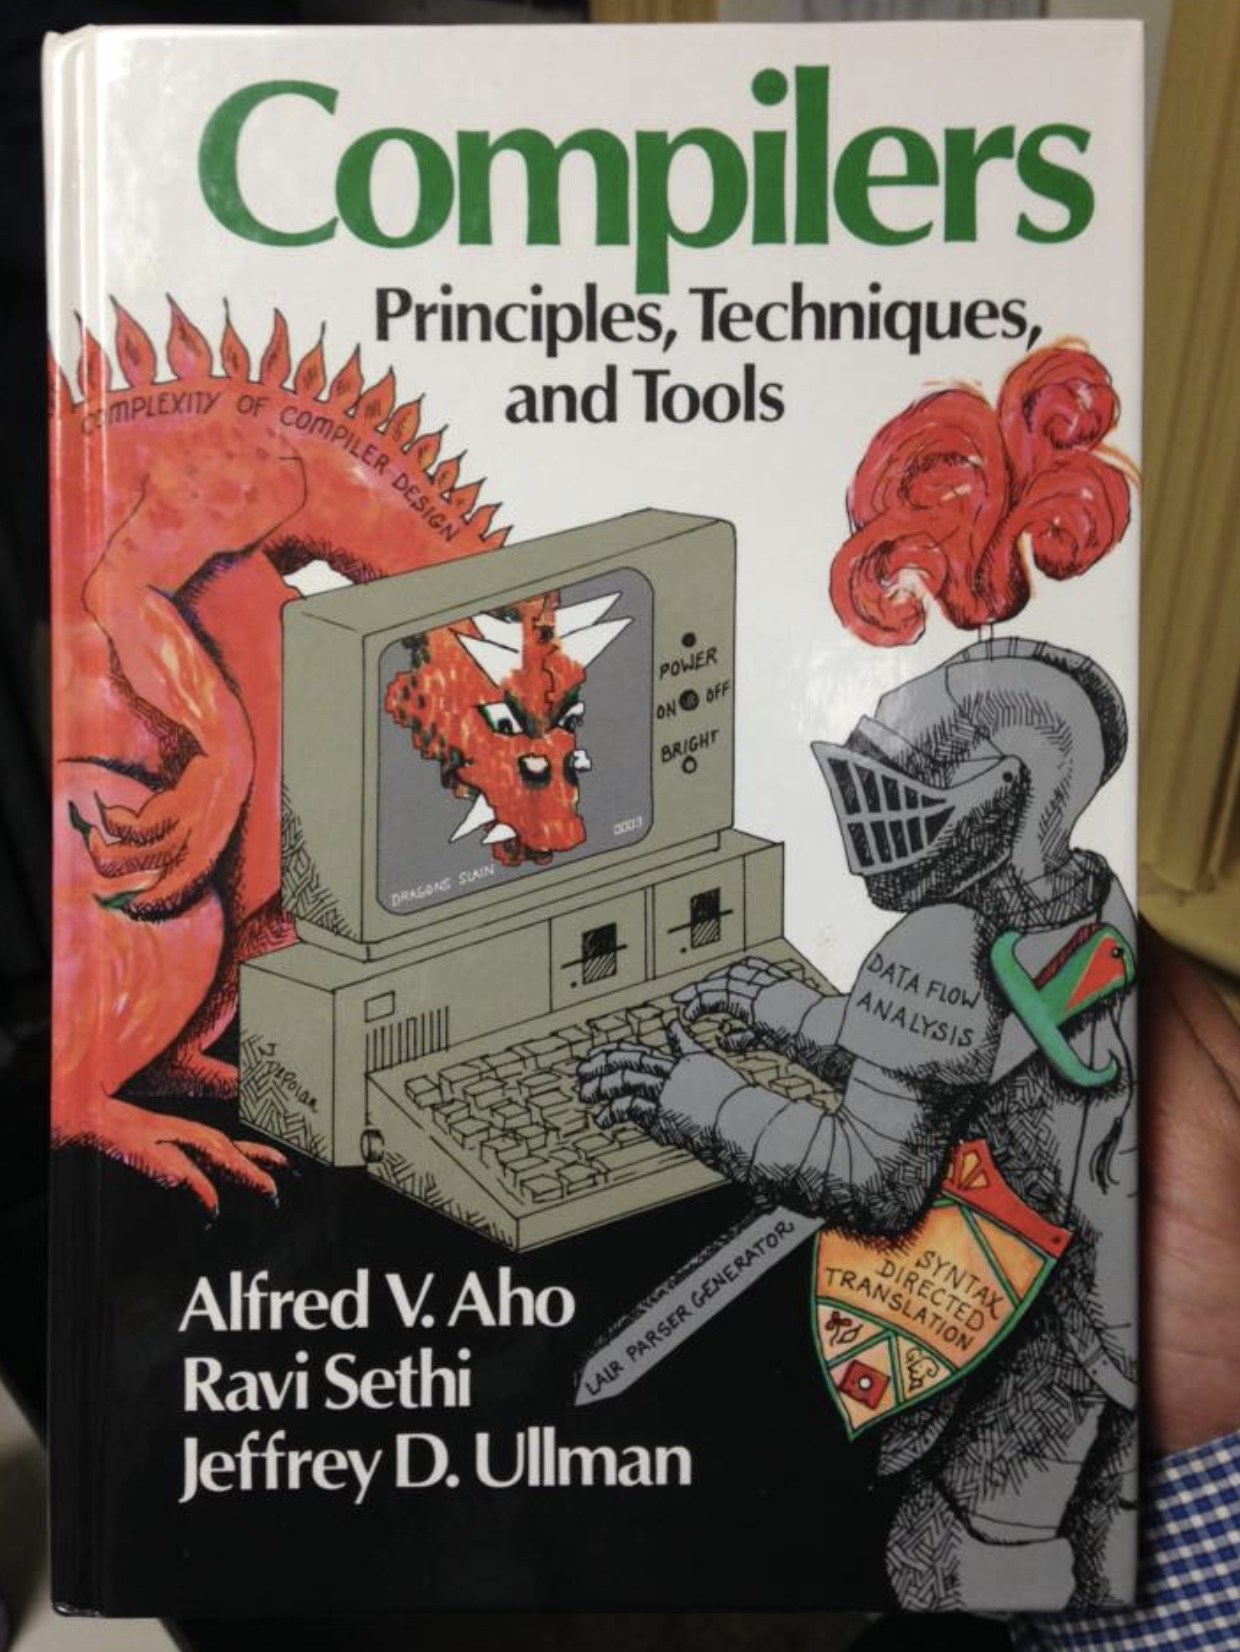 Compilers
Principles, Techniques,
and Tools
COMPLEXITY OF COMPILER DESIGN
POWER
ON OFF
BRIGHT
DRAGONS SLAIN 0003
DATA FLOW
ANALYSIS
LALR PARSER GENERATOR
SYNTAX
DIRECTED
TRANSLATION
Alfred V. Aho
Ravi Sethi
Jeffrey D. Ullman